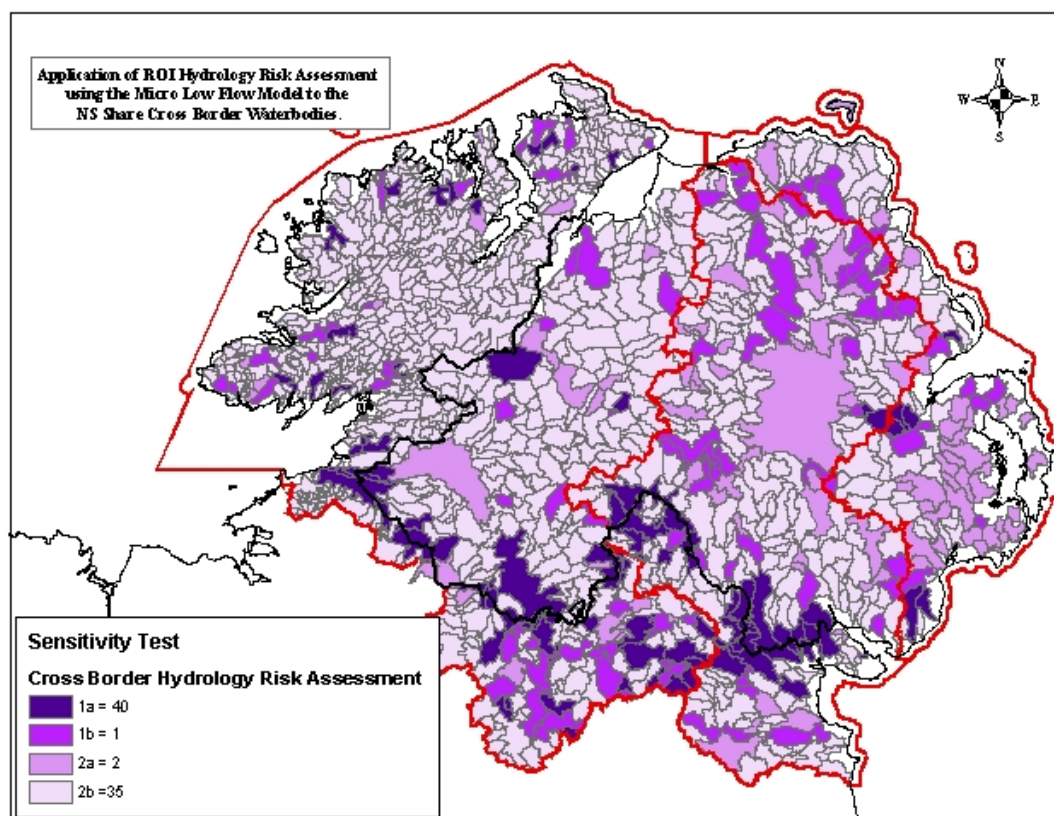 Application of ROI Hydrology Risk Assessment
using the Micro Low Flow Model to the
NS Share Cross Border Waterbodies.
N
W E
S
Sensitivity Test
Cross Border Hydrology Risk Assessment
1a = 40
1b = 1
2a = 2
2b =35